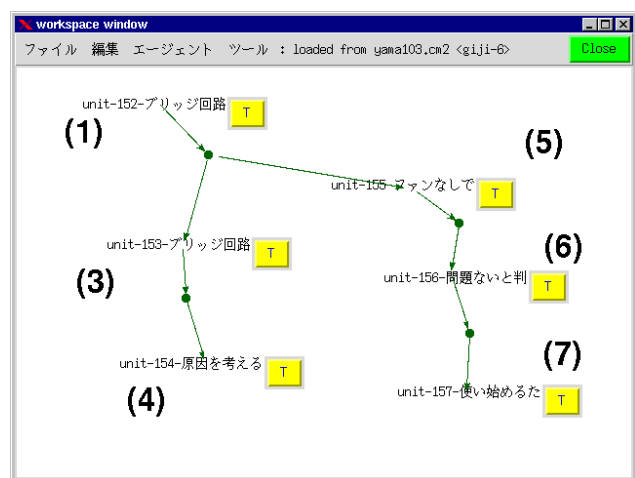 workspace window
ファイル 編集 エージェント ツール : loaded from yama103.cm2 <giji-6> Close
unit-152-ブリッジ回路 T
(1)
(5)
unit-155-ファンなしで T
unit-153-ブリッジ回路 T
(6)
(3)
unit-156-問題ないと判 T
(7)
unit-154-原因を考える T
(4)
unit-157-使い始めるた T